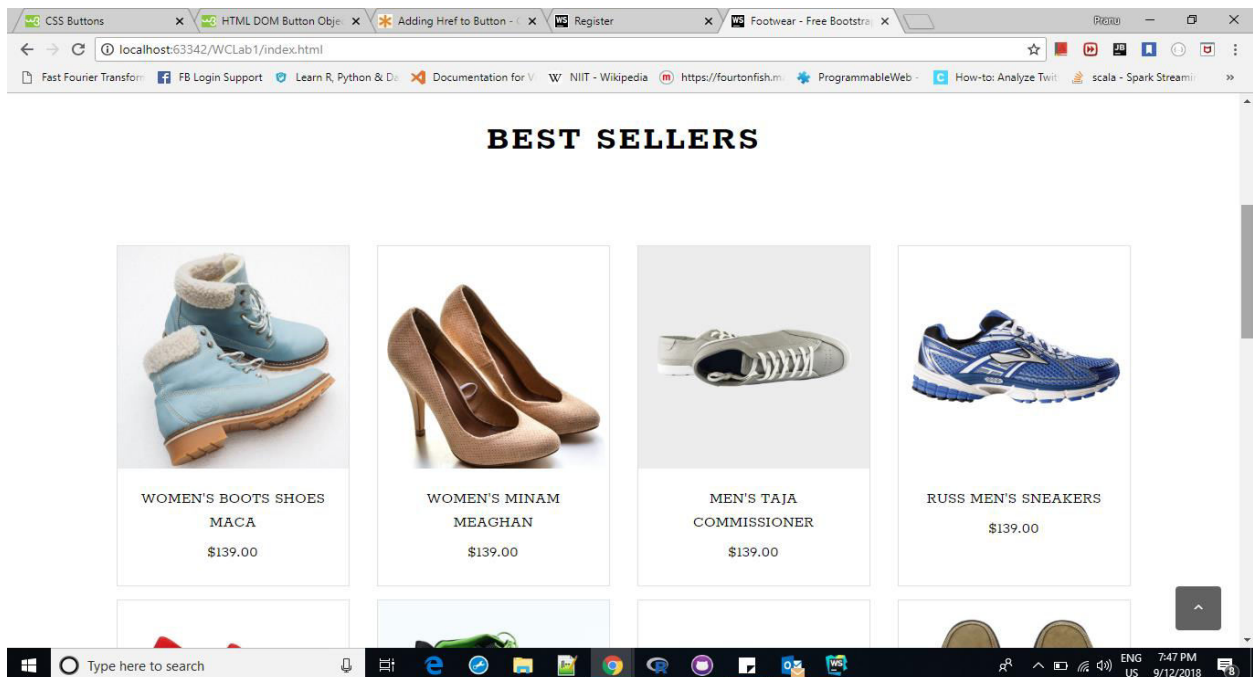 CSS Buttons
HTML DOM Button Obje
Adding Href to Button -
Register
Footwear - Free Bootstrap
Pranu
localhost:63342/WCLab1/index.html
Fast Fourier Transform
FB Login Support
Learn R, Python & Da
Documentation for V
NIIT - Wikipedia
https://fourtonfish.m
ProgrammableWeb -
How-to: Analyze Twit
scala - Spark Streamin
BEST SELLERS
WOMEN'S BOOTS SHOES
MACA
$139.00
WOMEN'S MINAM
MEAGHAN
$139.00
MEN'S TAJA
COMMISSIONER
$139.00
RUSS MEN'S SNEAKERS
$139.00
Type here to search
ENG
US
7:47 PM
9/12/2018